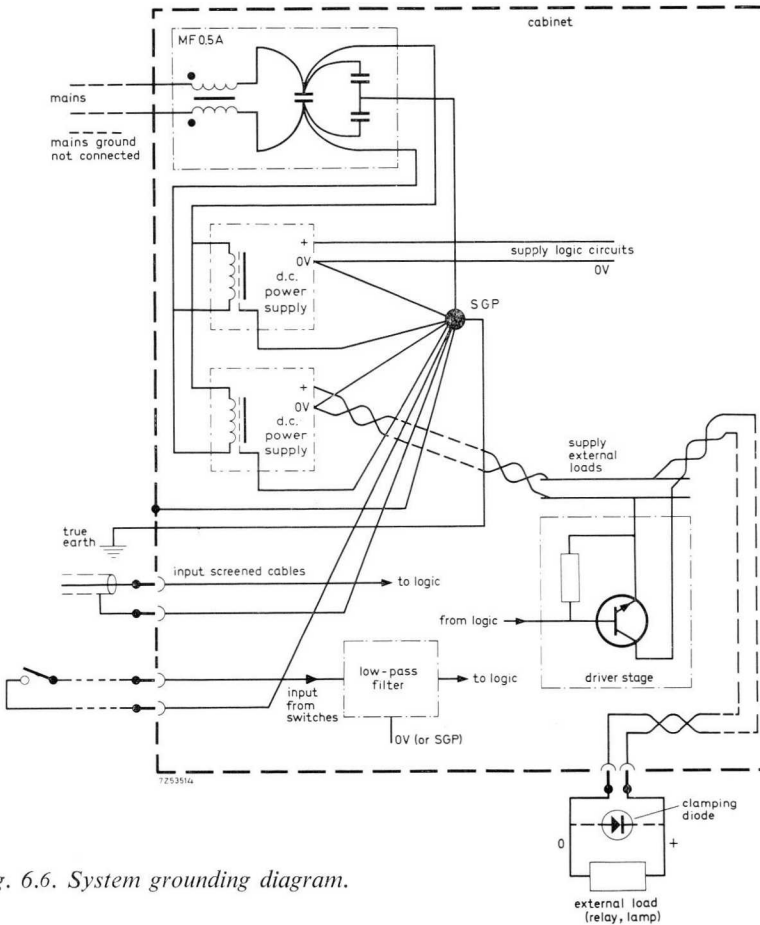 cabinet
MF0.5A
mains
mains ground
not connected
+
0V
d.c.
power
supply
supply logic circuits
0V
SGP
+
0V
d.c.
power
supply
supply
external
loads
true
earth
input screened cables
to logic
from logic
driver stage
low-pass
filter
to logic
input
from
switches
0V (or SGP)
7Z53514
clamping
diode
0
+
external load
(relay, lamp)
g. 6.6. System grounding diagram.